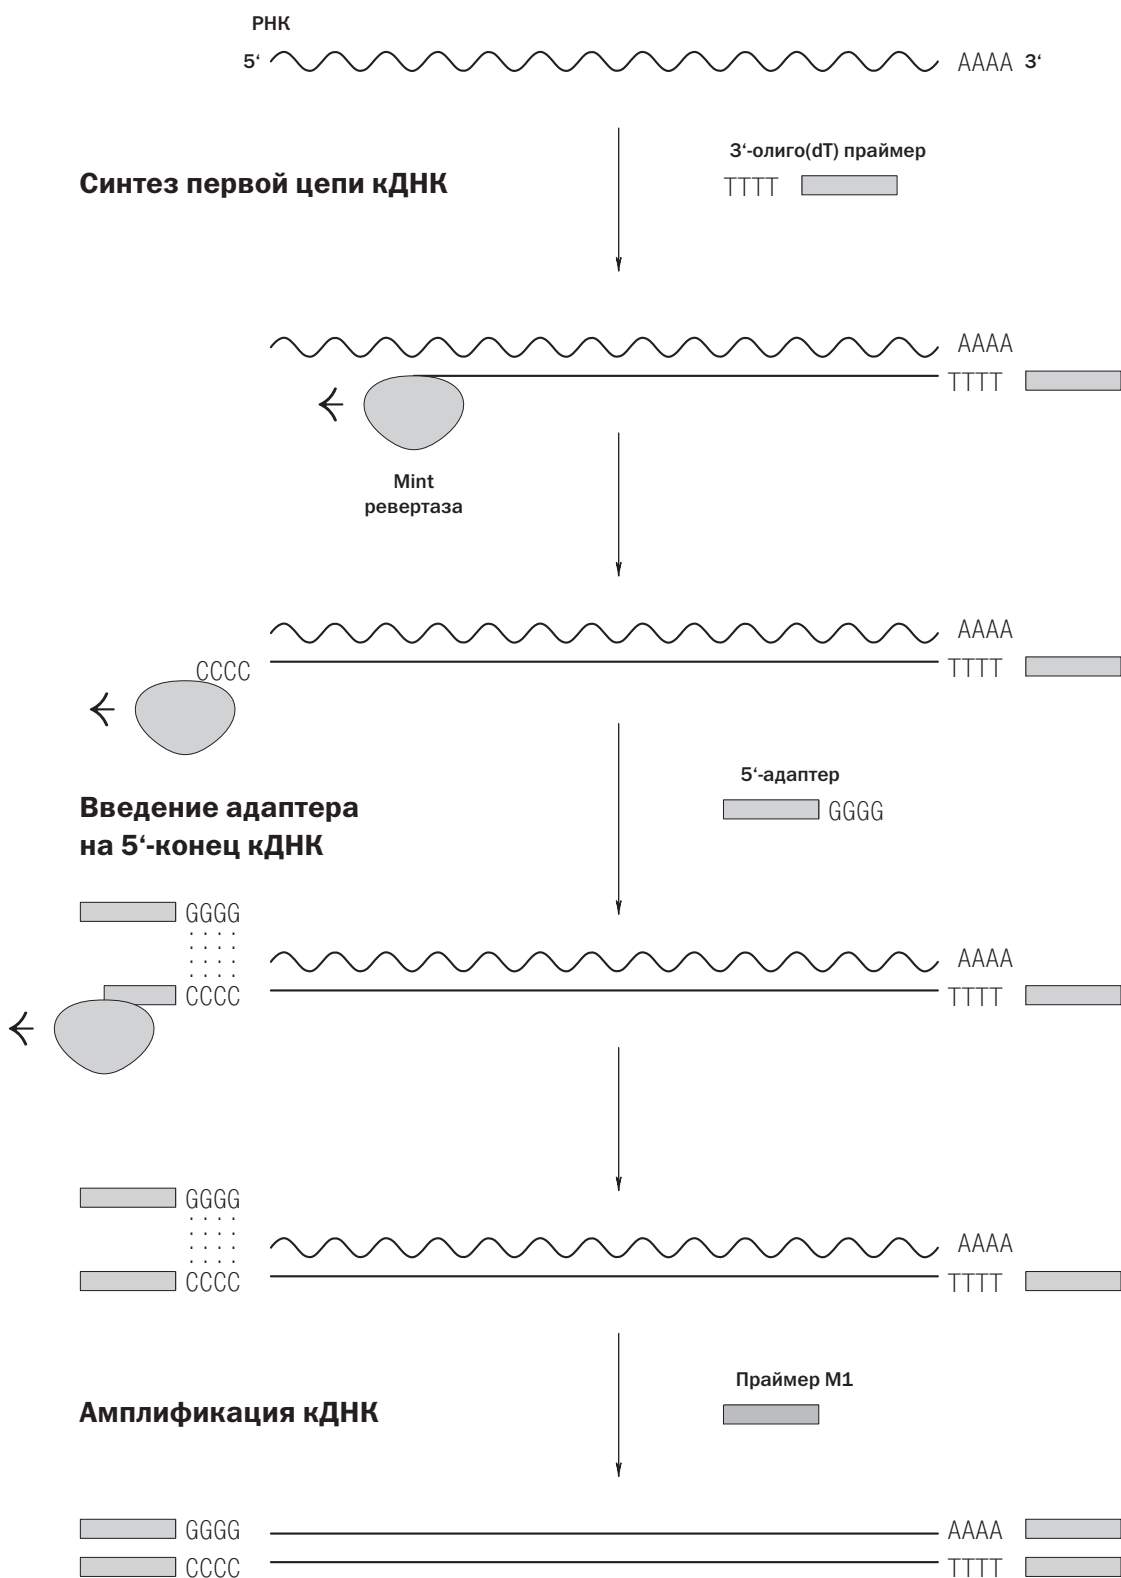 РНК
5‘ AAAA 3‘
3‘-олиго(dT) праймер
Синтез первой цепи кДНК
TTTT
AAAA
TTTT
Mint
ревертаза
AAAA
CCCC TTTT
5‘-адаптер
GGGG
Введение адаптера
на 5‘-конец кДНК
GGGG
AAAA
CCCC TTTT
GGGG
AAAA
CCCC TTTT
Праймер М1
Амплификация кДНК
GGGG AAAA
CCCC TTTT